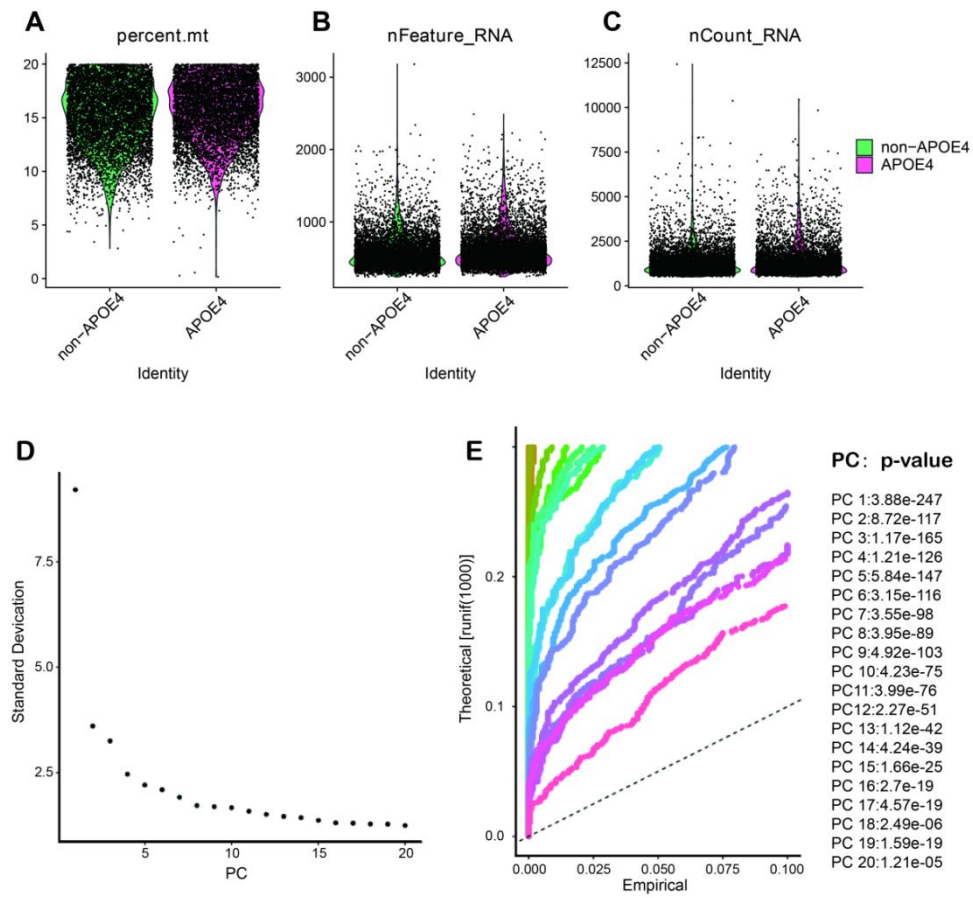 A
percent.mt
20
15
10
5
0
non-APOE4
APOE4
Identity
B
nFeature_RNA
3000
2000
1000
non-APOE4
APOE4
Identity
C
nCount_RNA
12500
10000
7500
5000
2500
0
non-APOE4
APOE4
Identity
non-APOE4
APOE4
D
Standard Devication
7.5
5.0
2.5
5
10
15
20
PC
E
Theoretical [runif(1000)]
0.2
0.1
0.0
0.000
0.025
0.050
0.075
0.100
Empirical
PC: p-value
PC 1:3.88e-247
PC 2:8.72e-117
PC 3:1.17e-165
PC 4:1.21e-126
PC 5:5.84e-147
PC 6:3.15e-116
PC 7:3.55e-98
PC 8:3.95e-89
PC 9:4.92e-103
PC 10:4.23e-75
PC11:3.99e-76
PC12:2.27e-51
PC 13:1.12e-42
PC 14:4.24e-39
PC 15:1.66e-25
PC 16:2.7e-19
PC 17:4.57e-19
PC 18:2.49e-06
PC 19:1.59e-19
PC 20:1.21e-05